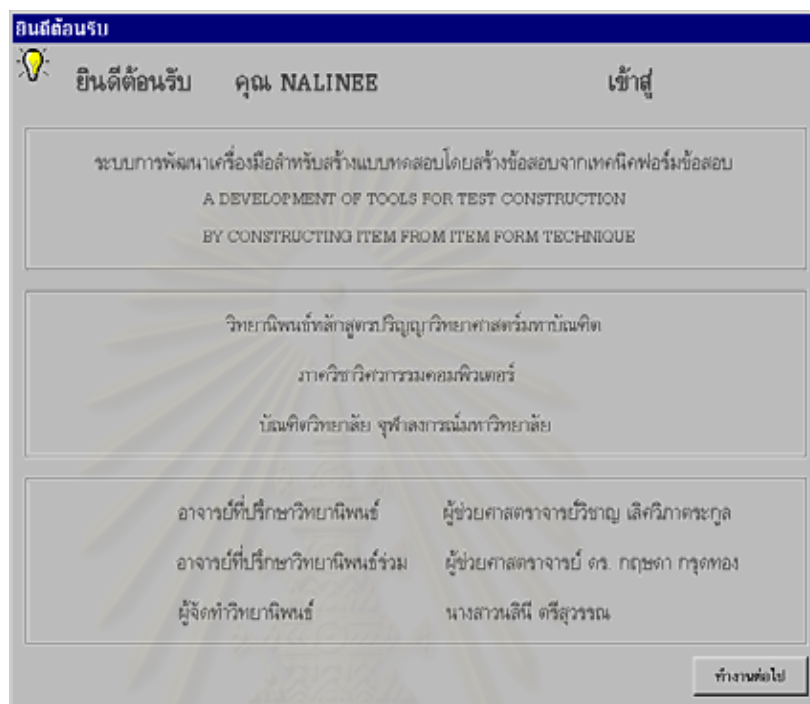 ยินดีต้อนรับ
ยินดีต้อนรับ คุณ NALINEE เข้าสู่
ระบบการพัฒนาเครื่องมือสำหรับสร้างแบบทดสอบโดยสร้างข้อสอบจากเทคนิคฟอร์มข้อสอบ
A DEVELOPMENT OF TOOLS FOR TEST CONSTRUCTION
BY CONSTRUCTING ITEM FROM ITEM FORM TECHNIQUE
วิทยานิพนธ์หลักสูตรปริญญาวิทยาศาสตร์มหาบัณฑิต
ภาควิชาวิศวกรรมคอมพิวเตอร์
บัณฑิตวิทยาลัย จุฬาลงกรณ์มหาวิทยาลัย
อาจารย์ที่ปรึกษาวิทยานิพนธ์ ผู้ช่วยศาสตราจารย์วิชาญ เลิศวิภาตระกูล
อาจารย์ที่ปรึกษาวิทยานิพนธ์ร่วม ผู้ช่วยศาสตราจารย์ ดร. กฤษดา กรุดทอง
ผู้จัดทำวิทยานิพนธ์ นางสาวนลินี ตรีสุวรรณ
ทำงานต่อไป